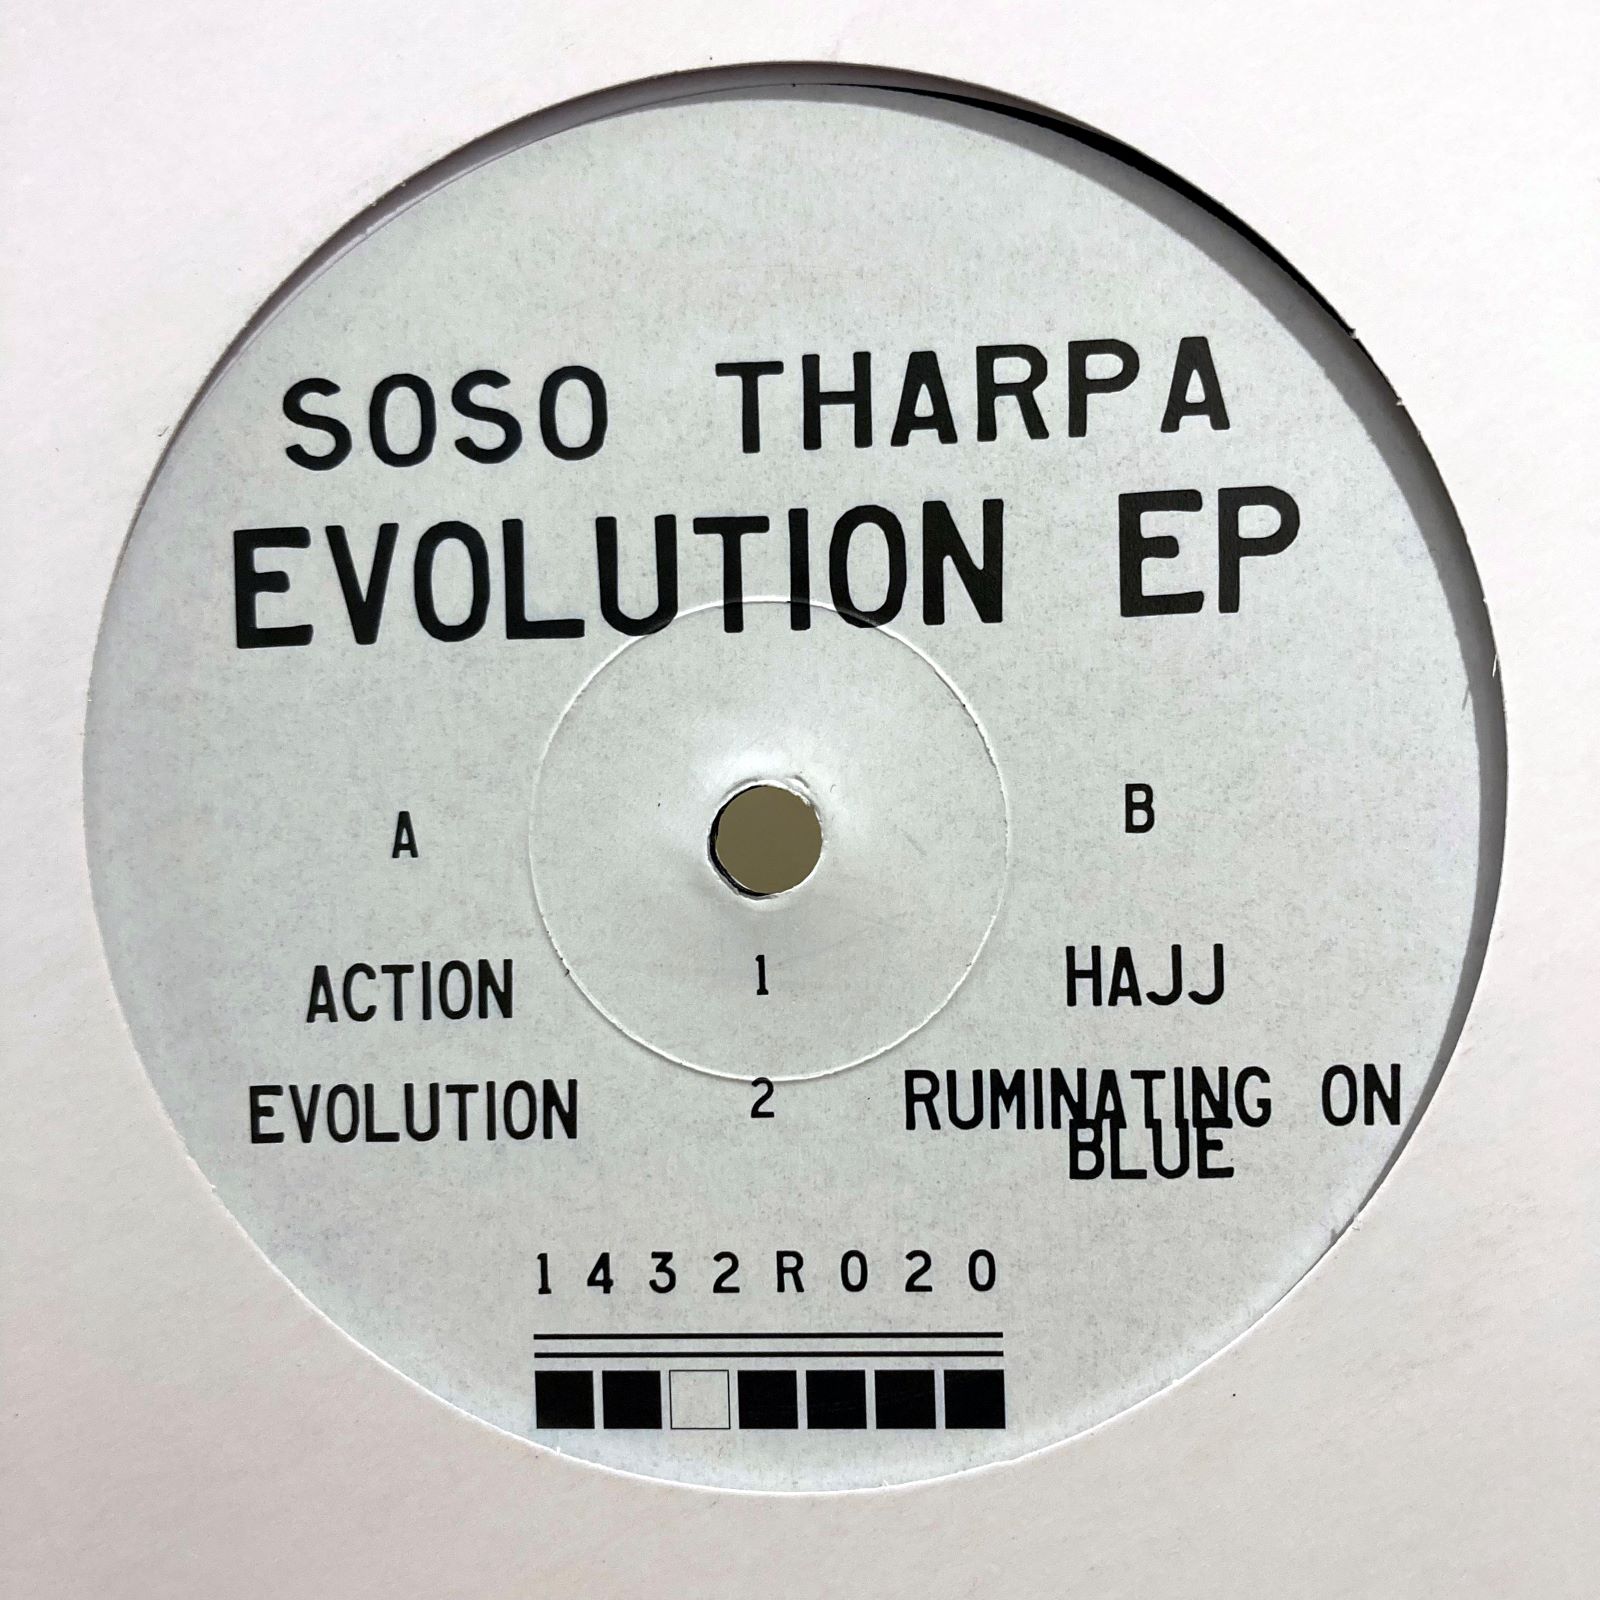 SOSO THARPA
EVOLUTION EP
A B
ACTION 1 HAJJ
EVOLUTION 2 RUMINATING ON
BLUE
1432R020